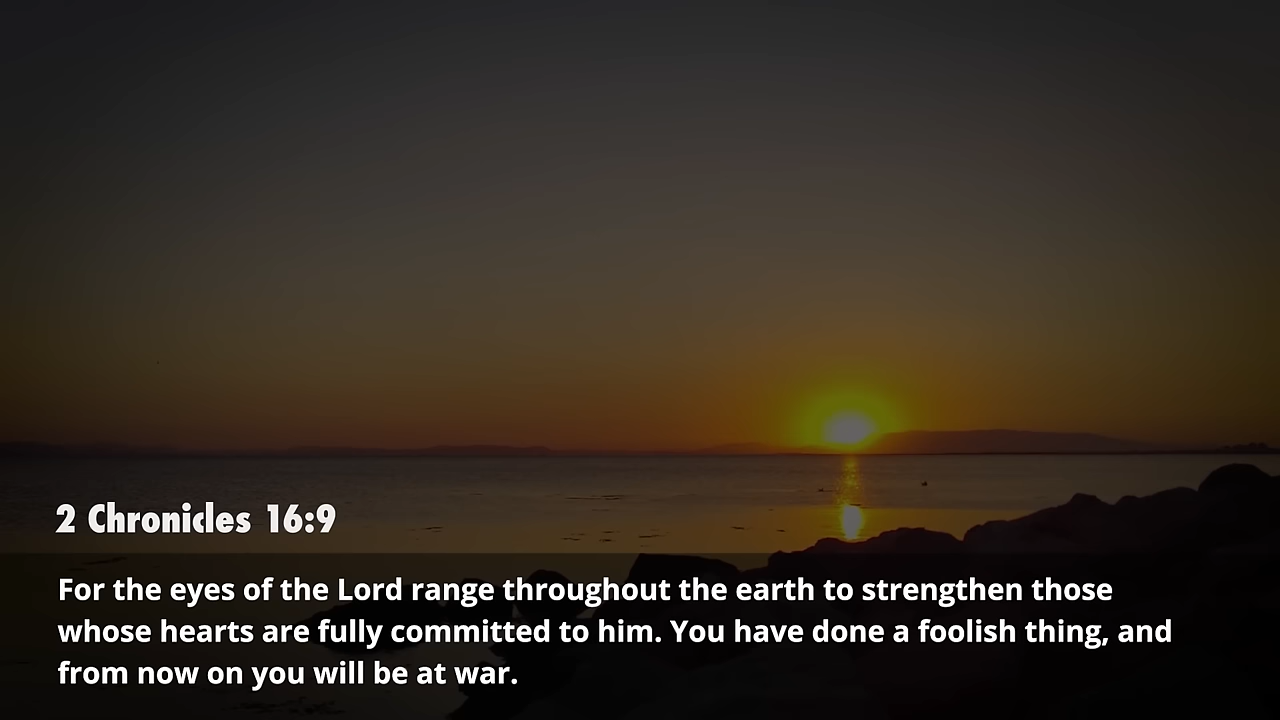 2 Chronicles 16:9
For the eyes of the Lord range throughout the earth to strengthen those
whose hearts are fully committed to him. You have done a foolish thing, and
from now on you will be at war.